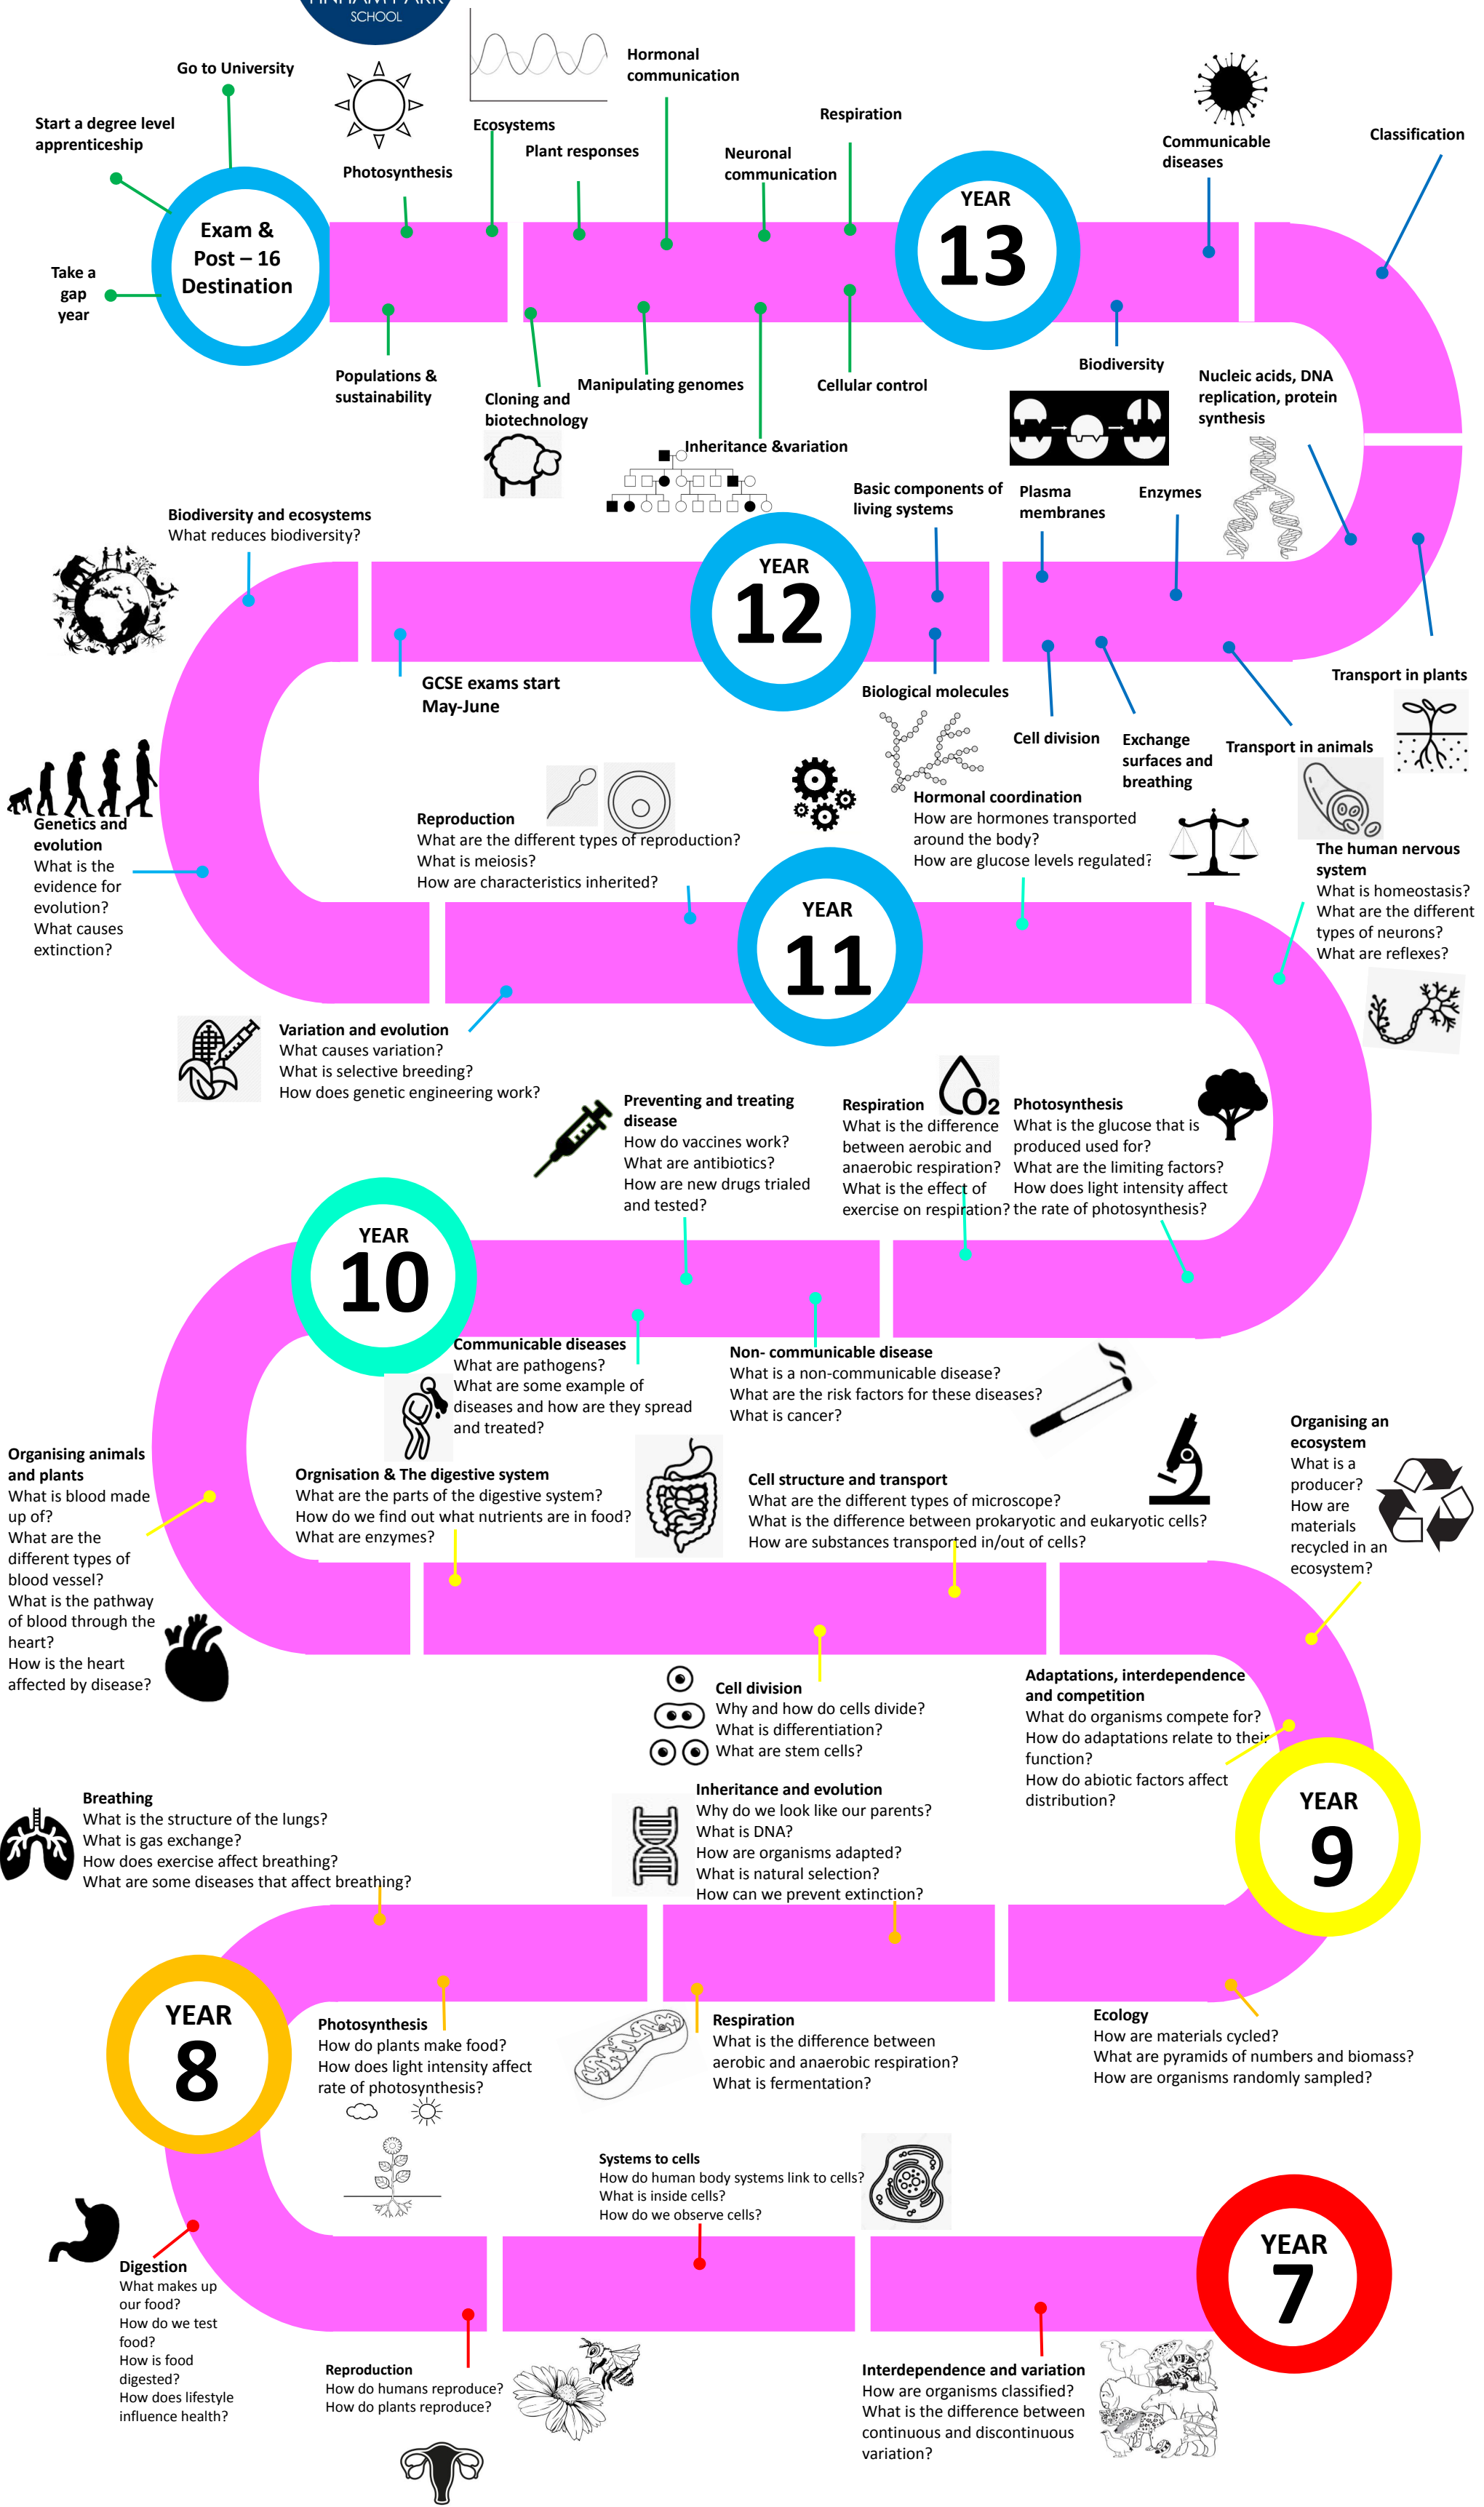 SCHOOL
Go to University
Start a degree level
apprenticeship
Take a
gap
year
Exam &
Post – 16
Destination
Photosynthesis
Ecosystems
Plant responses
Hormonal
communication
Neuronal
communication
Respiration
YEAR
13
Communicable
diseases
Classification
Populations &
sustainability
Cloning and
biotechnology
Manipulating genomes
Inheritance &variation
Cellular control
Biodiversity
Nucleic acids, DNA
replication, protein
synthesis
Biodiversity and ecosystems
What reduces biodiversity?
YEAR
12
Basic components of
living systems
Plasma
membranes
Enzymes
GCSE exams start
May-June
Biological molecules
Cell division
Exchange
surfaces and
breathing
Transport in animals
Transport in plants
Genetics and
evolution
What is the
evidence for
evolution?
What causes
extinction?
Reproduction
What are the different types of reproduction?
What is meiosis?
How are characteristics inherited?
YEAR
11
Hormonal coordination
How are hormones transported
around the body?
How are glucose levels regulated?
The human nervous
system
What is homeostasis?
What are the different
types of neurons?
What are reflexes?
Variation and evolution
What causes variation?
What is selective breeding?
How does genetic engineering work?
Preventing and treating
disease
How do vaccines work?
What are antibiotics?
How are new drugs trialed
and tested?
O2
Respiration
What is the difference
between aerobic and
anaerobic respiration?
What is the effect of
exercise on respiration?
Photosynthesis
What is the glucose that is
produced used for?
What are the limiting factors?
How does light intensity affect
the rate of photosynthesis?
YEAR
10
Communicable diseases
What are pathogens?
What are some example of
diseases and how are they spread
and treated?
Non- communicable disease
What is a non-communicable disease?
What are the risk factors for these diseases?
What is cancer?
Organising animals
and plants
What is blood made
up of?
What are the
different types of
blood vessel?
What is the pathway
of blood through the
heart?
How is the heart
affected by disease?
Orgnisation & The digestive system
What are the parts of the digestive system?
How do we find out what nutrients are in food?
What are enzymes?
Cell structure and transport
What are the different types of microscope?
What is the difference between prokaryotic and eukaryotic cells?
How are substances transported in/out of cells?
Organising an
ecosystem
What is a
producer?
How are
materials
recycled in an
ecosystem?
Cell division
Why and how do cells divide?
What is differentiation?
What are stem cells?
Adaptations, interdependence
and competition
What do organisms compete for?
How do adaptations relate to their
function?
How do abiotic factors affect
distribution?
YEAR
9
Breathing
What is the structure of the lungs?
What is gas exchange?
How does exercise affect breathing?
What are some diseases that affect breathing?
Inheritance and evolution
Why do we look like our parents?
What is DNA?
How are organisms adapted?
What is natural selection?
How can we prevent extinction?
YEAR
8
Photosynthesis
How do plants make food?
How does light intensity affect
rate of photosynthesis?
Respiration
What is the difference between
aerobic and anaerobic respiration?
What is fermentation?
Ecology
How are materials cycled?
What are pyramids of numbers and biomass?
How are organisms randomly sampled?
Systems to cells
How do human body systems link to cells?
What is inside cells?
How do we observe cells?
YEAR
7
Digestion
What makes up
our food?
How do we test
food?
How is food
digested?
How does lifestyle
influence health?
Reproduction
How do humans reproduce?
How do plants reproduce?
Interdependence and variation
How are organisms classified?
What is the difference between
continuous and discontinuous
variation?